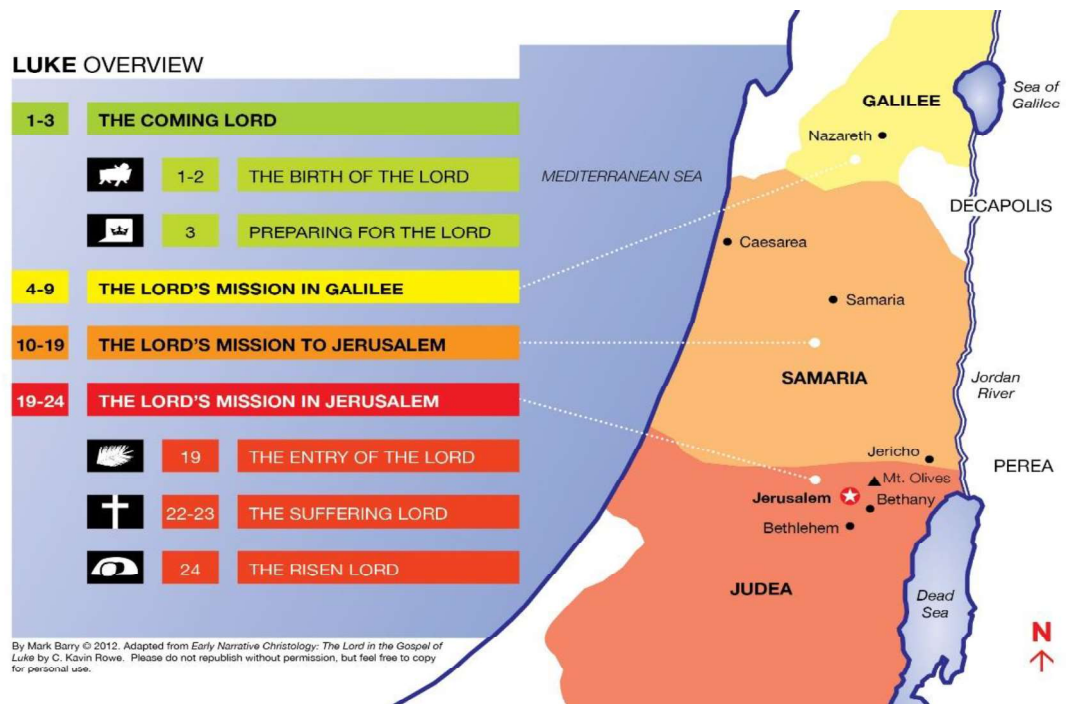 LUKE OVERVIEW
1-3 THE COMING LORD
1-2 THE BIRTH OF THE LORD
3 PREPARING FOR THE LORD
4-9 THE LORD'S MISSION IN GALILEE
10-19 THE LORD'S MISSION TO JERUSALEM
19-24 THE LORD'S MISSION IN JERUSALEM
19 THE ENTRY OF THE LORD
22-23 THE SUFFERING LORD
24 THE RISEN LORD
By Mark Barry © 2012. Adapted from Early Narrative Christology: The Lord in the Gospel of
Luke by C. Kavin Rowe. Please do not republish without permission, but feel free to copy
for personal use.
MEDITERRANEAN SEA
GALILEE
Sea of
Galilee
Nazareth
DECAPOLIS
Caesarea
Samaria
SAMARIA
Jordan
River
Jericho
PEREA
Mt. Olives
Jerusalem
Bethany
Bethlehem
JUDEA
Dead
Sea
N